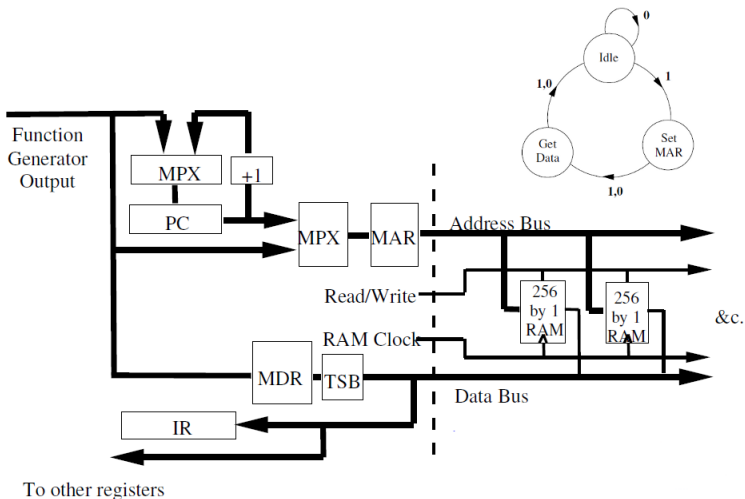 0
Idle
1,0
1
Get
Data
Set
MAR
1,0
Function
Generator
Output
MPX
+1
PC
MPX
MAR
Address Bus
Read/Write
256
by 1
RAM
256
by 1
RAM
&c.
RAM Clock
MDR
TSB
Data Bus
IR
To other registers